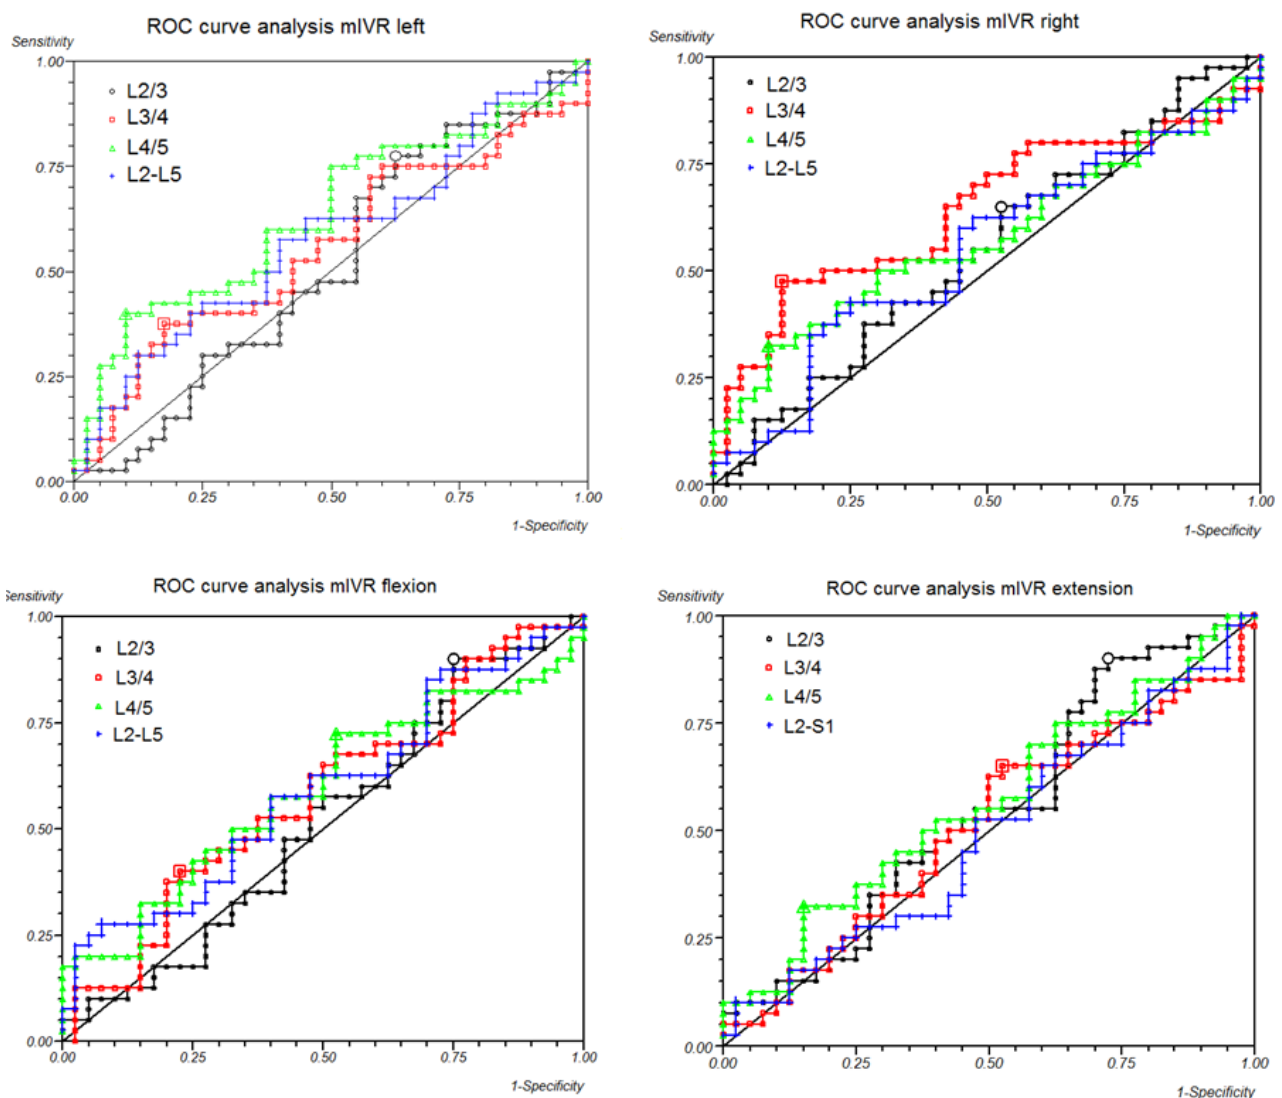 ROC curve analysis mIVR left
Sensitivity
1.00
L2/3
L3/4
L4/5
L2-L5
0.75
0.50
0.25
0.00
0.00 0.25 0.50 0.75 1.00
1-Specificity
ROC curve analysis mIVR right
Sensitivity
1.00
L2/3
L3/4
L4/5
L2-L5
0.75
0.50
0.25
0.00
0.00 0.25 0.50 0.75 1.00
1-Specificity
ROC curve analysis mIVR flexion
Sensitivity
1.00
L2/3
L3/4
L4/5
L2-L5
0.75
0.50
0.25
0.00
0.00 0.25 0.50 0.75 1.00
1-Specificity
ROC curve analysis mIVR extension
Sensitivity
1.00
L2/3
L3/4
L4/5
L2-S1
0.75
0.50
0.25
0.00
0.00 0.25 0.50 0.75 1.00
1-Specificity